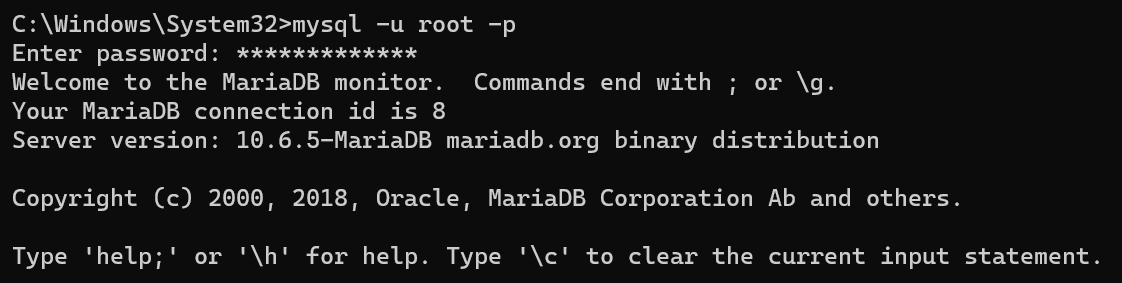 C:\Windows\System32>mysql -u root -p
Enter password: *************
Welcome to the MariaDB monitor.  Commands end with ; or \g.
Your MariaDB connection id is 8
Server version: 10.6.5-MariaDB mariadb.org binary distribution

Copyright (c) 2000, 2018, Oracle, MariaDB Corporation Ab and others.

Type 'help;' or '\h' for help. Type '\c' to clear the current input statement.